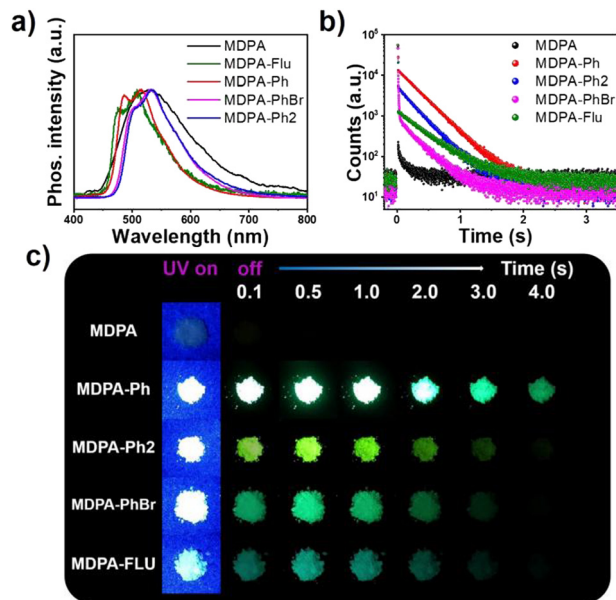 a)
Phos. intensity (a.u.)
MDPA
MDPA-Flu
MDPA-Ph
MDPA-PhBr
MDPA-Ph2
400 500 600 700 800
Wavelength (nm)
b)
Counts (a.u.)
10⁵
10⁴
10³
10²
10¹
MDPA
MDPA-Ph
MDPA-Ph2
MDPA-PhBr
MDPA-Flu
0 1 2 3
Time (s)
c)
UV on off Time (s)
0.1 0.5 1.0 2.0 3.0 4.0
MDPA
MDPA-Ph
MDPA-Ph2
MDPA-PhBr
MDPA-FLU